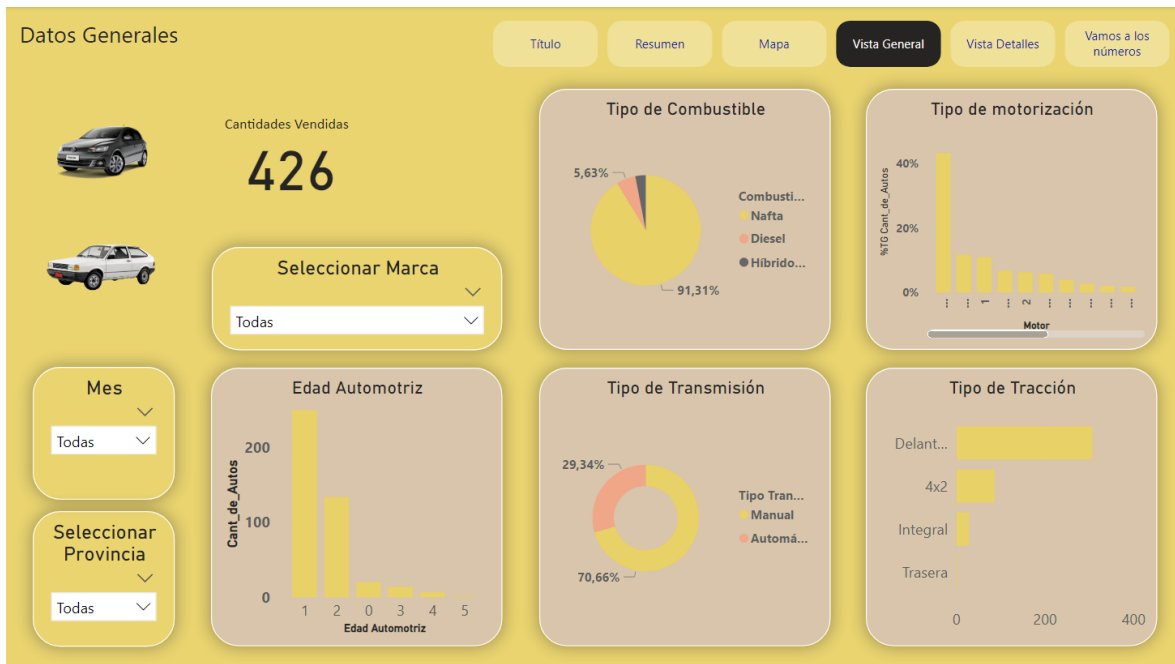 Datos Generales
Título
Resumen
Mapa
Vista General
Vista Detalles
Vamos a los
números
Cantidades Vendidas
426
Seleccionar Marca
Todas
Mes
Todas
Seleccionar
Provincia
Todas
Tipo de Combustible
5,63%
91,31%
Combusti...
Nafta
Diesel
Híbrido...
Tipo de motorización
%TG Cant_de_Autos
40%
20%
0%
... ... 1 ... 2 ... ... ... ... ...
Motor
Edad Automotriz
Cant_de_Autos
200
100
0
1 2 0 3 4 5
Edad Automotriz
Tipo de Transmisión
29,34%
70,66%
Tipo Tran...
Manual
Automá...
Tipo de Tracción
Delant...
4x2
Integral
Trasera
0 200 400